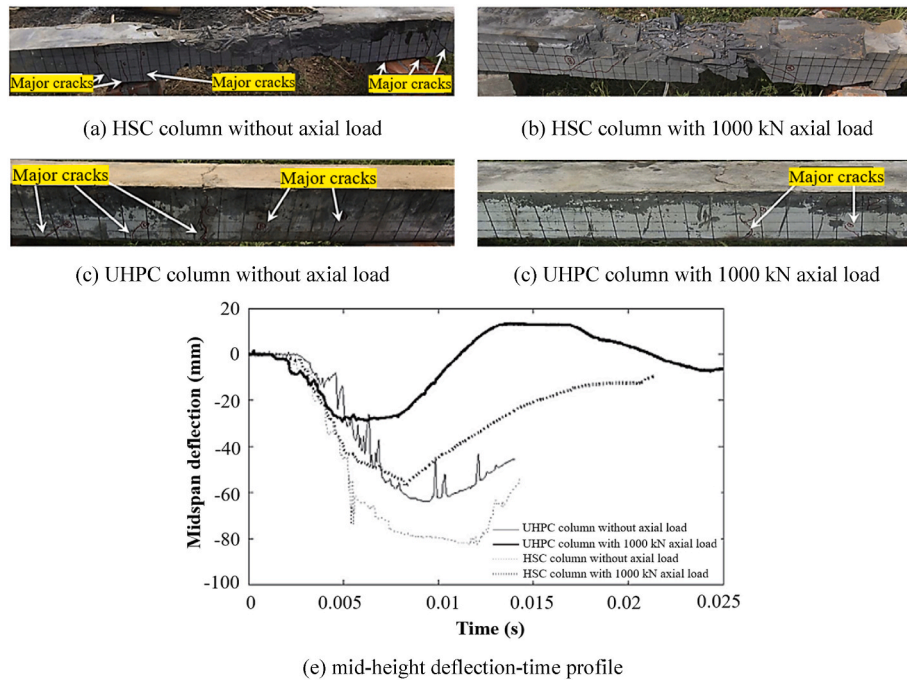 Major cracks
Major cracks
Major cracks
(a) HSC column without axial load
(b) HSC column with 1000 kN axial load
Major cracks
Major cracks
Major cracks
(c) UHPC column without axial load
(c) UHPC column with 1000 kN axial load
20
0
-20
-40
-60
-80
-100
Midspan deflection (mm)
UHPC column without axial load
UHPC column with 1000 kN axial load
HSC column without axial load
HSC column with 1000 kN axial load
0
0.005
0.01
0.015
0.02
0.025
Time (s)
(e) mid-height deflection-time profile